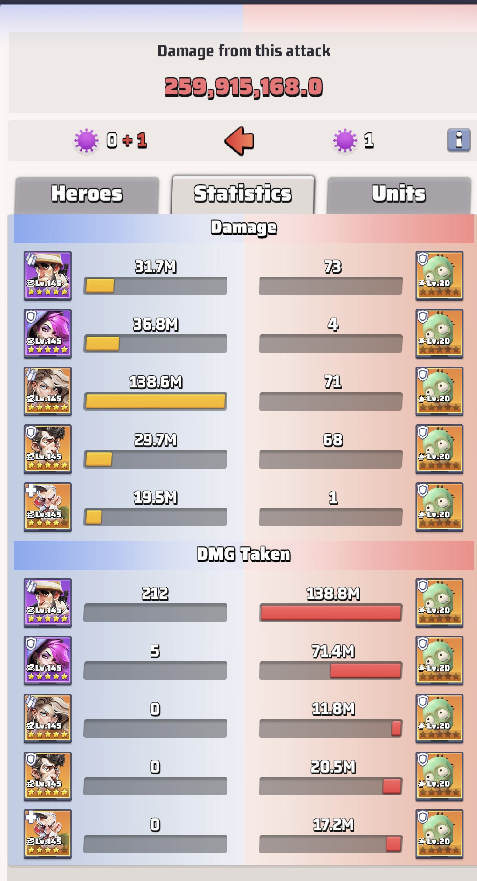 Damage from this attack
259,915,168.0
0 + 1 1 i
Heroes Statistics Units
Damage
Lv.145 31.7M 73 Lv.20
Lv.145 36.8M 4 Lv.20
Lv.145 138.6M 71 Lv.20
Lv.145 29.7M 68 Lv.20
Lv.145 19.5M 1 Lv.20
DMG Taken
Lv.145 212 138.8M Lv.20
Lv.145 5 71.4M Lv.20
Lv.145 0 11.8M Lv.20
Lv.145 0 20.5M Lv.20
Lv.145 0 17.2M Lv.20